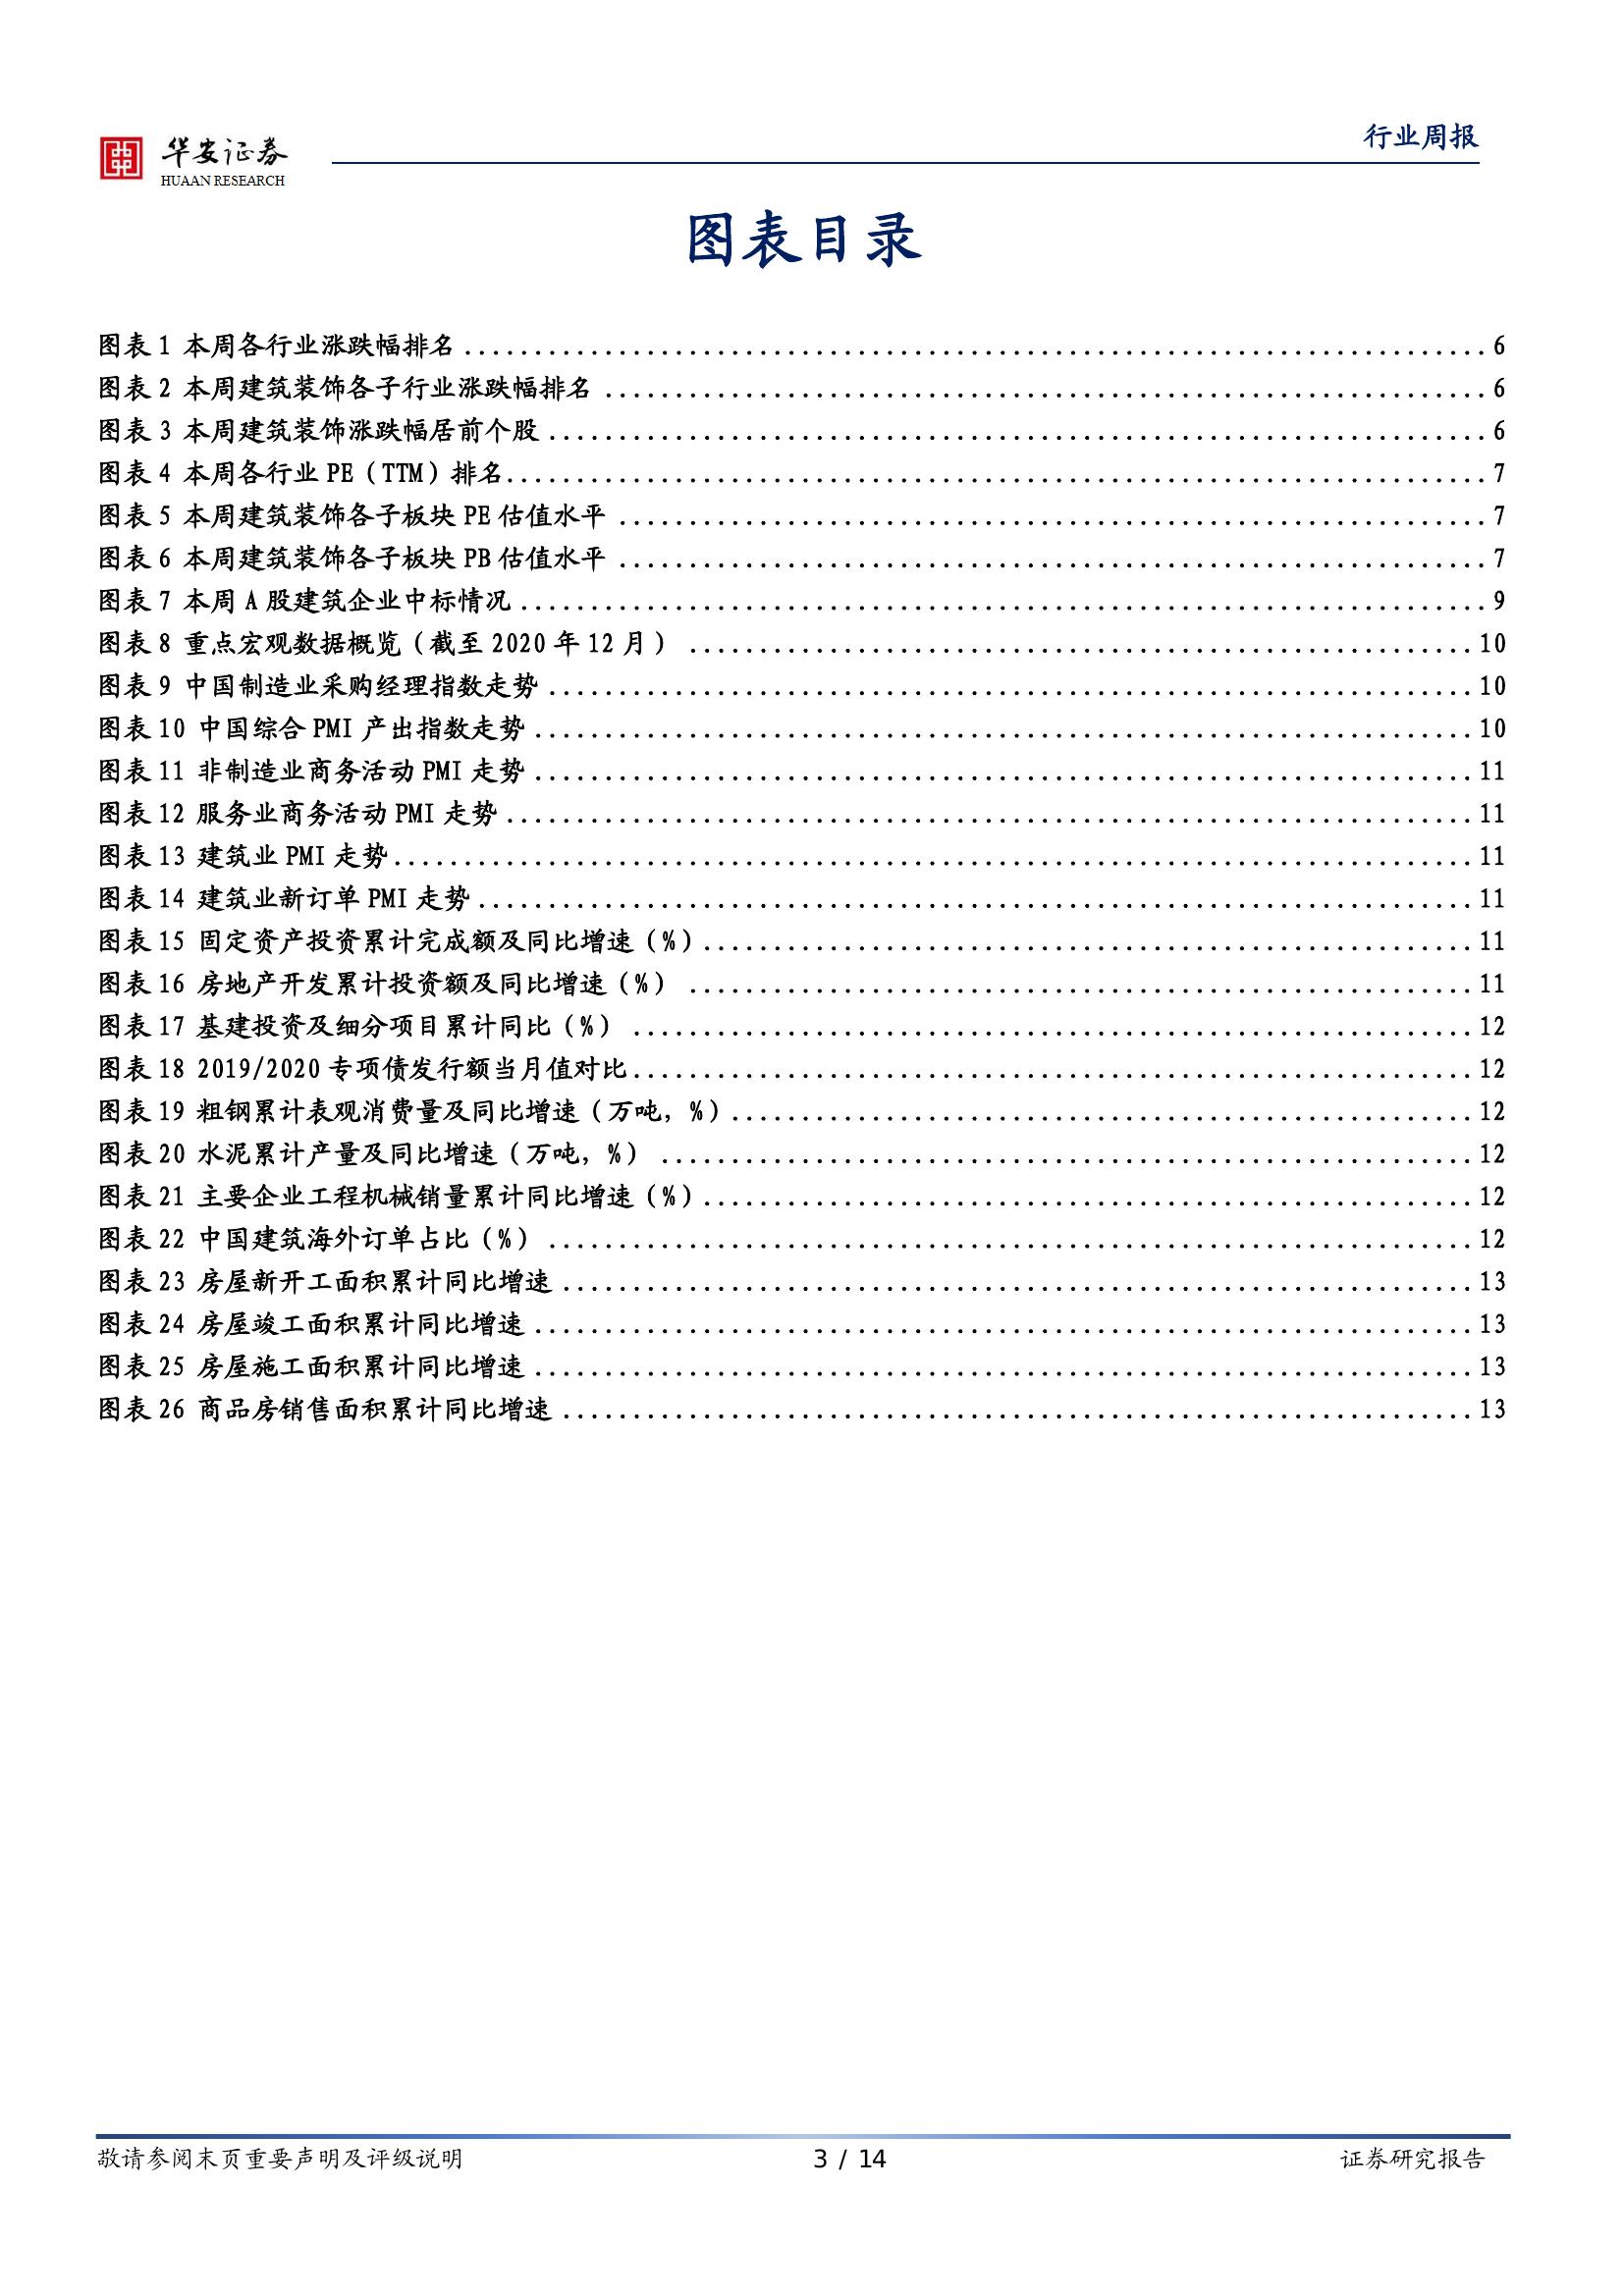 行业周报
华安证券
HUAAN RESEARCH
图表目录
图表 1 本周各行业涨跌幅排名 ........ 6
图表 2 本周建筑装饰各子行业涨跌幅排名 ........ 6
图表 3 本周建筑装饰涨跌幅居前个股 ........ 6
图表 4 本周各行业 PE（TTM）排名 ........ 7
图表 5 本周建筑装饰各子板块 PE 估值水平 ........ 7
图表 6 本周建筑装饰各子板块 PB 估值水平 ........ 7
图表 7 本周 A 股建筑企业中标情况 ........ 9
图表 8 重点宏观数据概览（截至 2020 年 12 月） ........ 10
图表 9 中国制造业采购经理指数走势 ........ 10
图表 10 中国综合 PMI 产出指数走势 ........ 10
图表 11 非制造业商务活动 PMI 走势 ........ 11
图表 12 服务业商务活动 PMI 走势 ........ 11
图表 13 建筑业 PMI 走势 ........ 11
图表 14 建筑业新订单 PMI 走势 ........ 11
图表 15 固定资产投资累计完成额及同比增速（%） ........ 11
图表 16 房地产开发累计投资额及同比增速（%） ........ 11
图表 17 基建投资及细分项目累计同比（%） ........ 12
图表 18 2019/2020 专项债发行额当月值对比 ........ 12
图表 19 粗钢累计表观消费量及同比增速（万吨，%） ........ 12
图表 20 水泥累计产量及同比增速（万吨，%） ........ 12
图表 21 主要企业工程机械销量累计同比增速（%） ........ 12
图表 22 中国建筑海外订单占比（%） ........ 12
图表 23 房屋新开工面积累计同比增速 ........ 13
图表 24 房屋竣工面积累计同比增速 ........ 13
图表 25 房屋施工面积累计同比增速 ........ 13
图表 26 商品房销售面积累计同比增速 ........ 13
敬请参阅末页重要声明及评级说明 3 / 14 证券研究报告